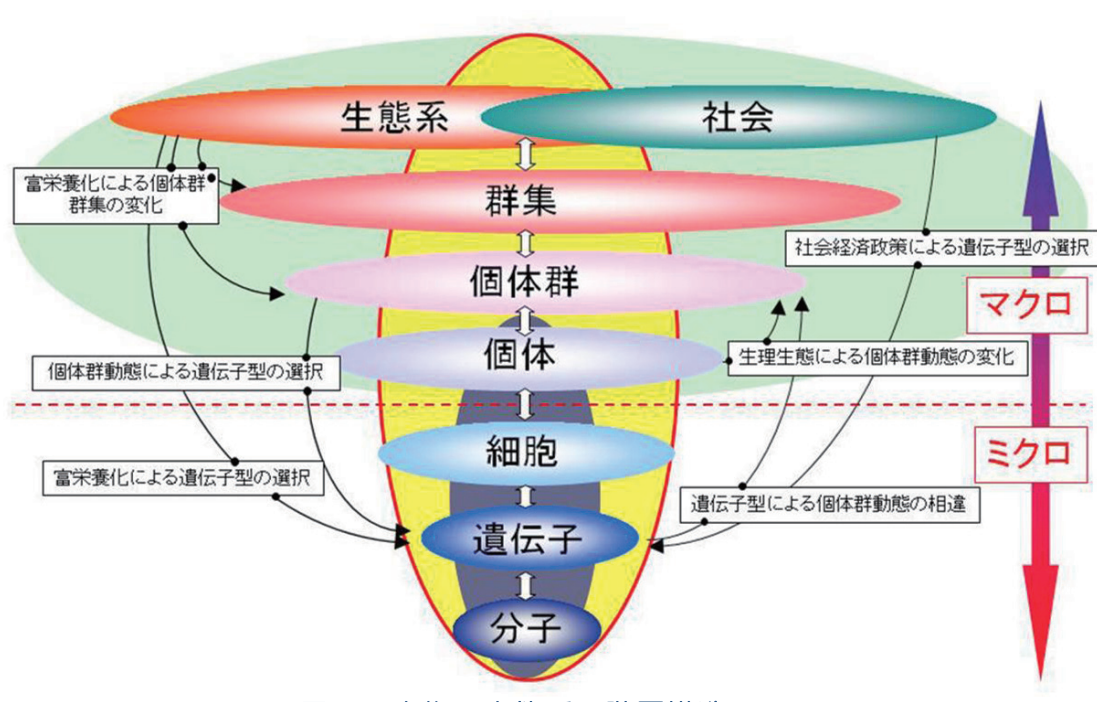 生態系
社会
富栄養化による個体群
群集の変化
群集
社会経済政策による遺伝子型の選択
個体群
マクロ
個体
生理生態による個体群動態の変化
個体群動態による遺伝子型の選択
細胞
ミクロ
富栄養化による遺伝子型の選択
遺伝子型による個体群動態の相違
遺伝子
分子